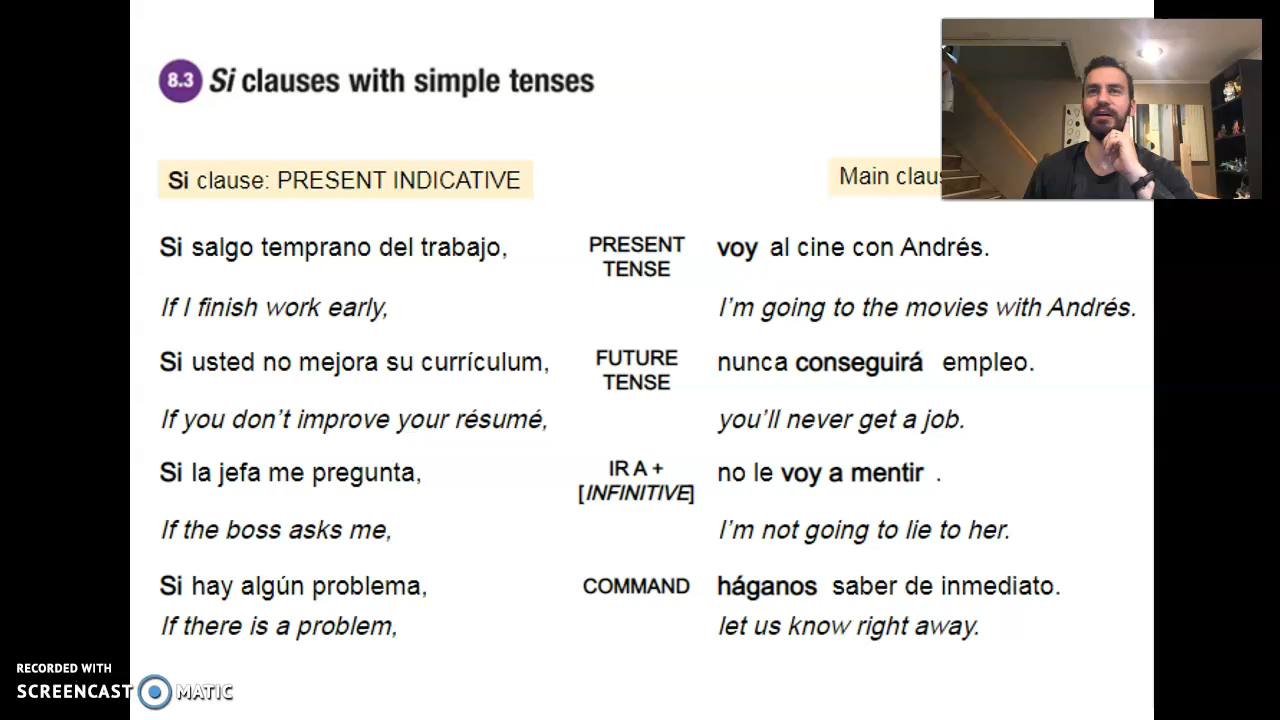 8.3 Si clauses with simple tenses
Si clause: PRESENT INDICATIVE
Main
Si salgo temprano del trabajo,
PRESENT
TENSE
voy al cine con Andrés.
If I finish work early,
I'm going to the movies with Andrés.
Si usted no mejora su currículum,
FUTURE
TENSE
nunca conseguirá empleo.
If you don't improve your résumé,
you'll never get a job.
Si la jefa me pregunta,
IR A +
[INFINITIVE]
no le voy a mentir .
If the boss asks me,
I'm not going to lie to her.
Si hay algún problema,
COMMAND
háganos saber de inmediato.
If there is a problem,
let us know right away.
RECORDED WITH
SCREENCAST MATIC